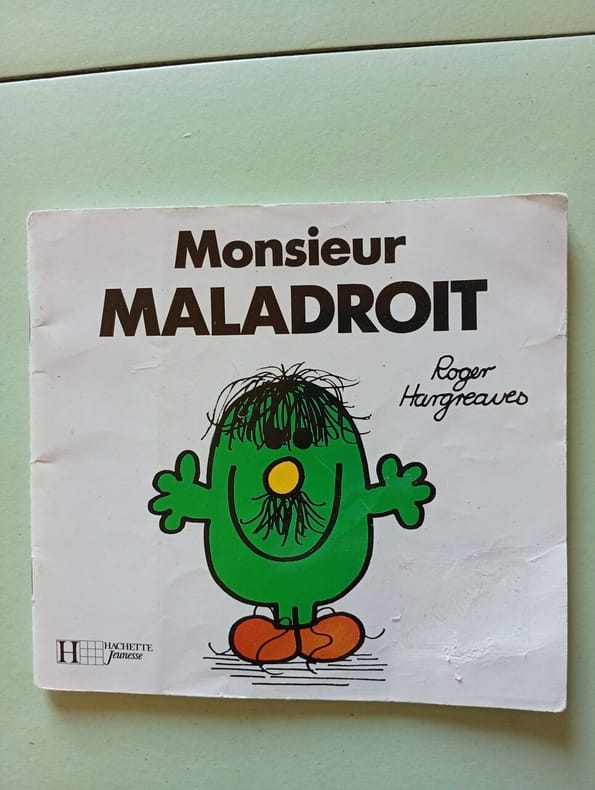 Monsieur
MALADROIT
Roger
Hargreaves
H HACHETTE
Jeunesse